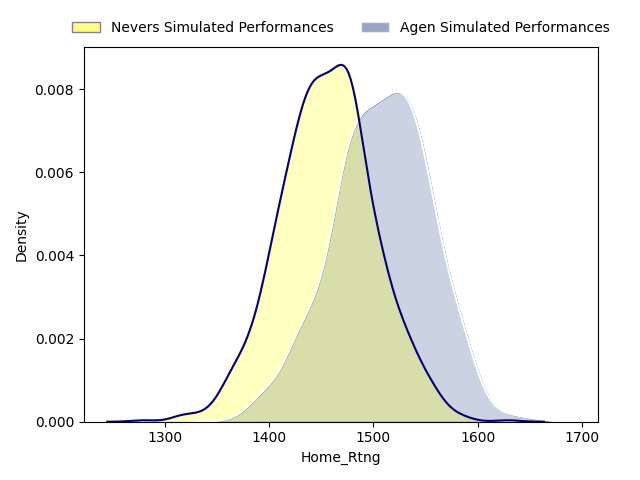 Nevers Simulated Performances Agen Simulated Performances
0.008
0.006
0.004
0.002
0.000
Density
1300 1400 1500 1600 1700
Home_Rtng